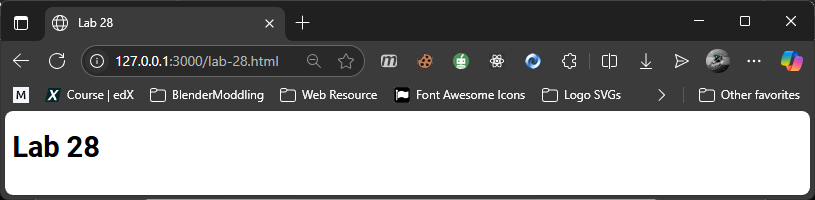 Lab 28
127.0.0.1:3000/lab-28.html
M X Course | edX BlenderModdling Web Resource Font Awesome Icons Logo SVGs Other favorites
Lab 28